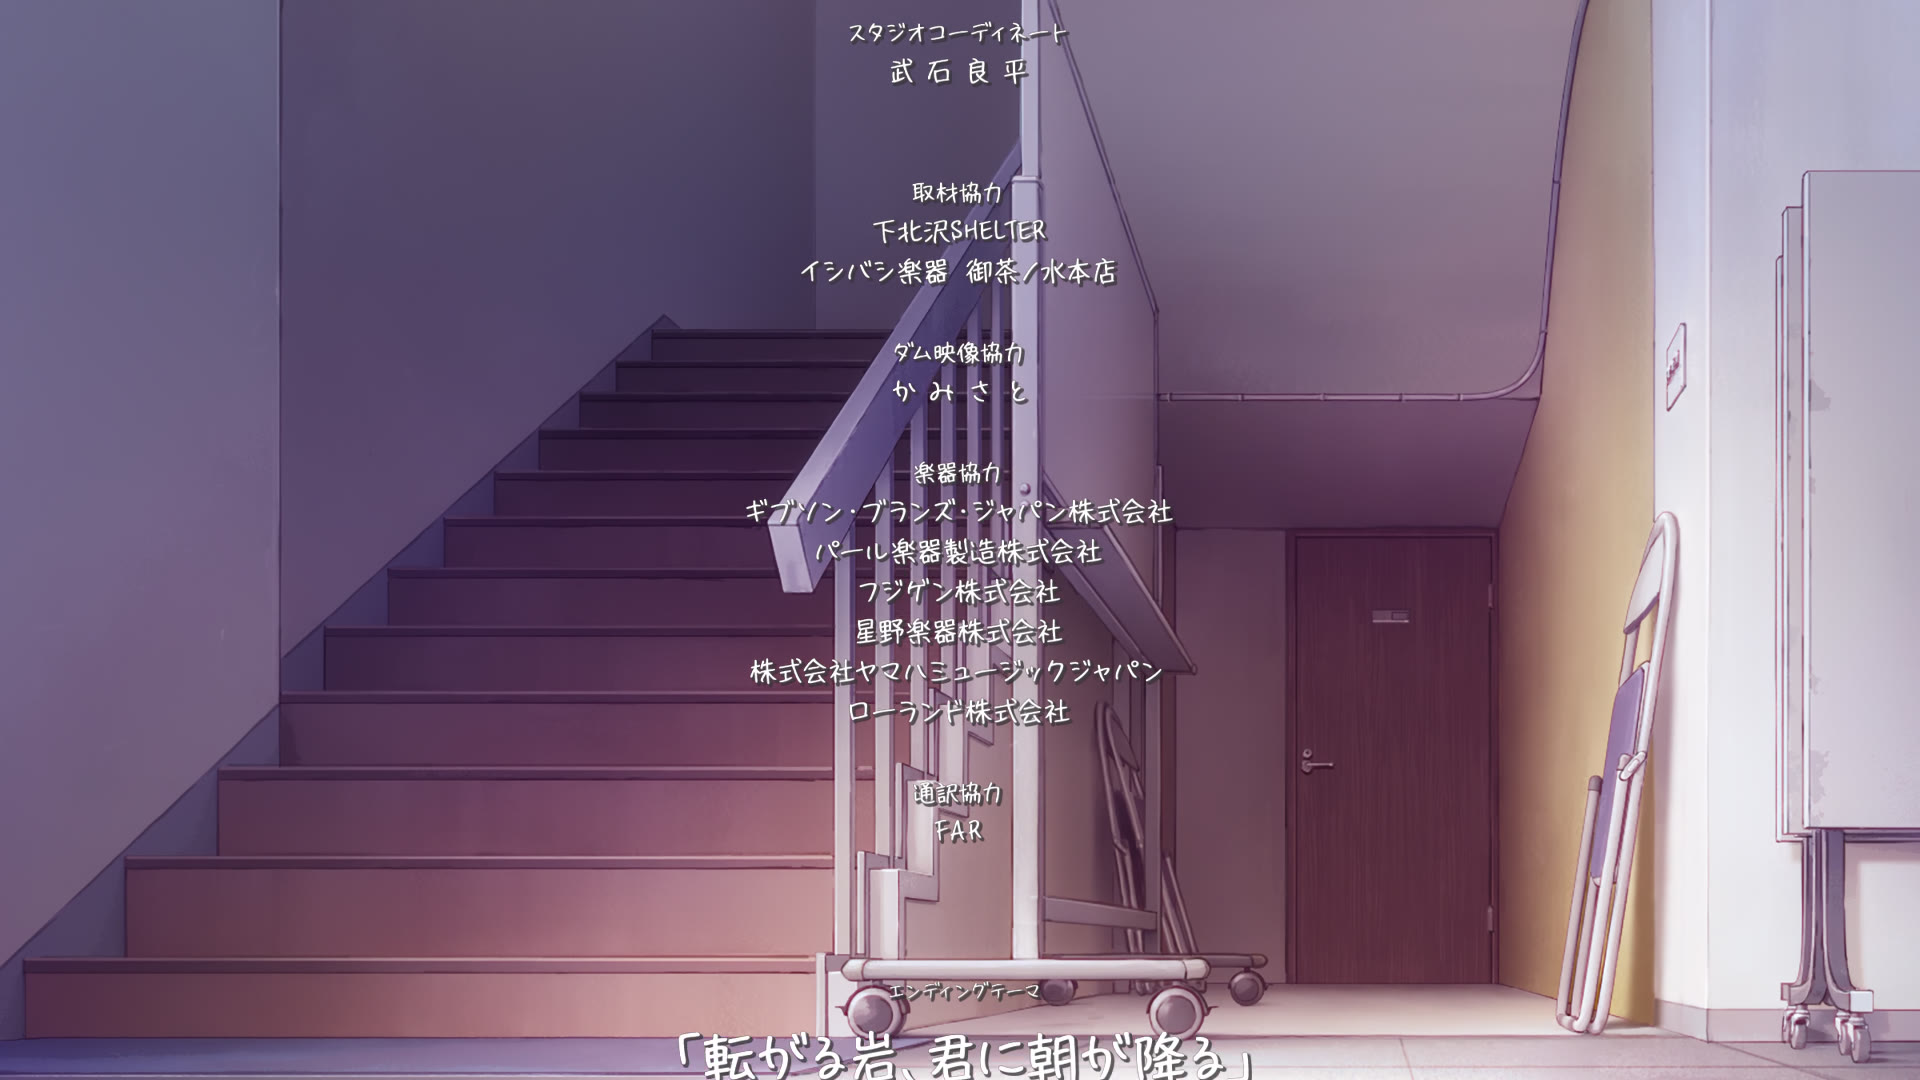 スタジオコーディネート
武石良平
取材協力
下北沢SHELTER
イシバシ楽器 御茶ノ水本店
ダム映像協力
かみさと
楽器協力
ギブソン・ブランズ・ジャパン株式会社
パール楽器製造株式会社
フジゲン株式会社
星野楽器株式会社
株式会社ヤマハミュージックジャパン
ローランド株式会社
通訳協力
FAR
エンディングテーマ
「転がる岩、君に朝が降る」